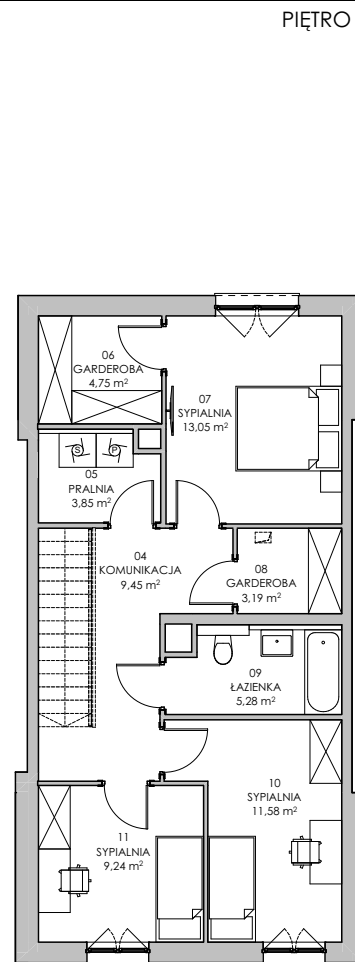 PIĘTRO
06
GARDEROBA
4,75 m²
07
SYPIALNIA
13,05 m²
S
P
05
PRALNIA
3,85 m²
04
KOMUNIKACJA
9,45 m²
08
GARDEROBA
3,19 m²
09
ŁAZIENKA
5,28 m²
10
SYPIALNIA
11,58 m²
11
SYPIALNIA
9,24 m²